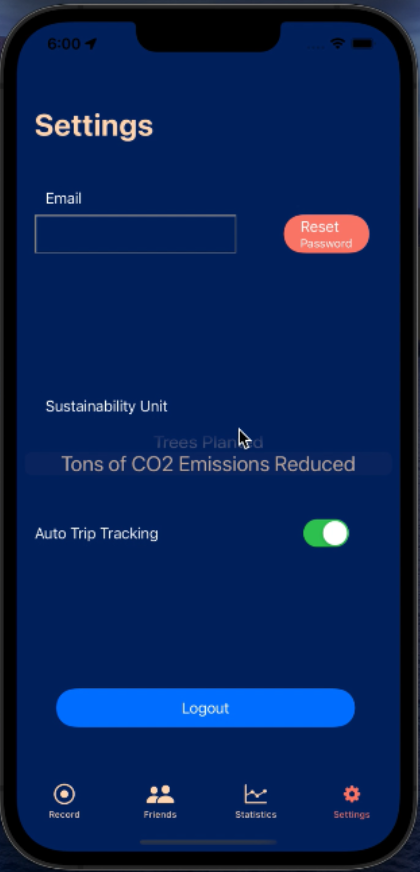 6:00
Settings
Email
Reset
Password
Sustainability Unit
Trees Planted
Tons of CO2 Emissions Reduced
Auto Trip Tracking
Logout
Record
Friends
Statistics
Settings